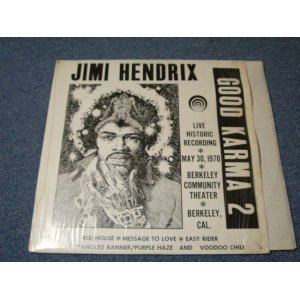 JIMI HENDRIX
GOOD KARMA 2
LIVE
HISTORIC
RECORDING
MAY 30, 1970
BERKELEY
COMMUNITY
THEATER
BERKELEY,
CAL.
RED HOUSE * MESSAGE TO LOVE * EASY RIDER
SPANGLED BANNER/PURPLE HAZE AND VOODOO CHILE